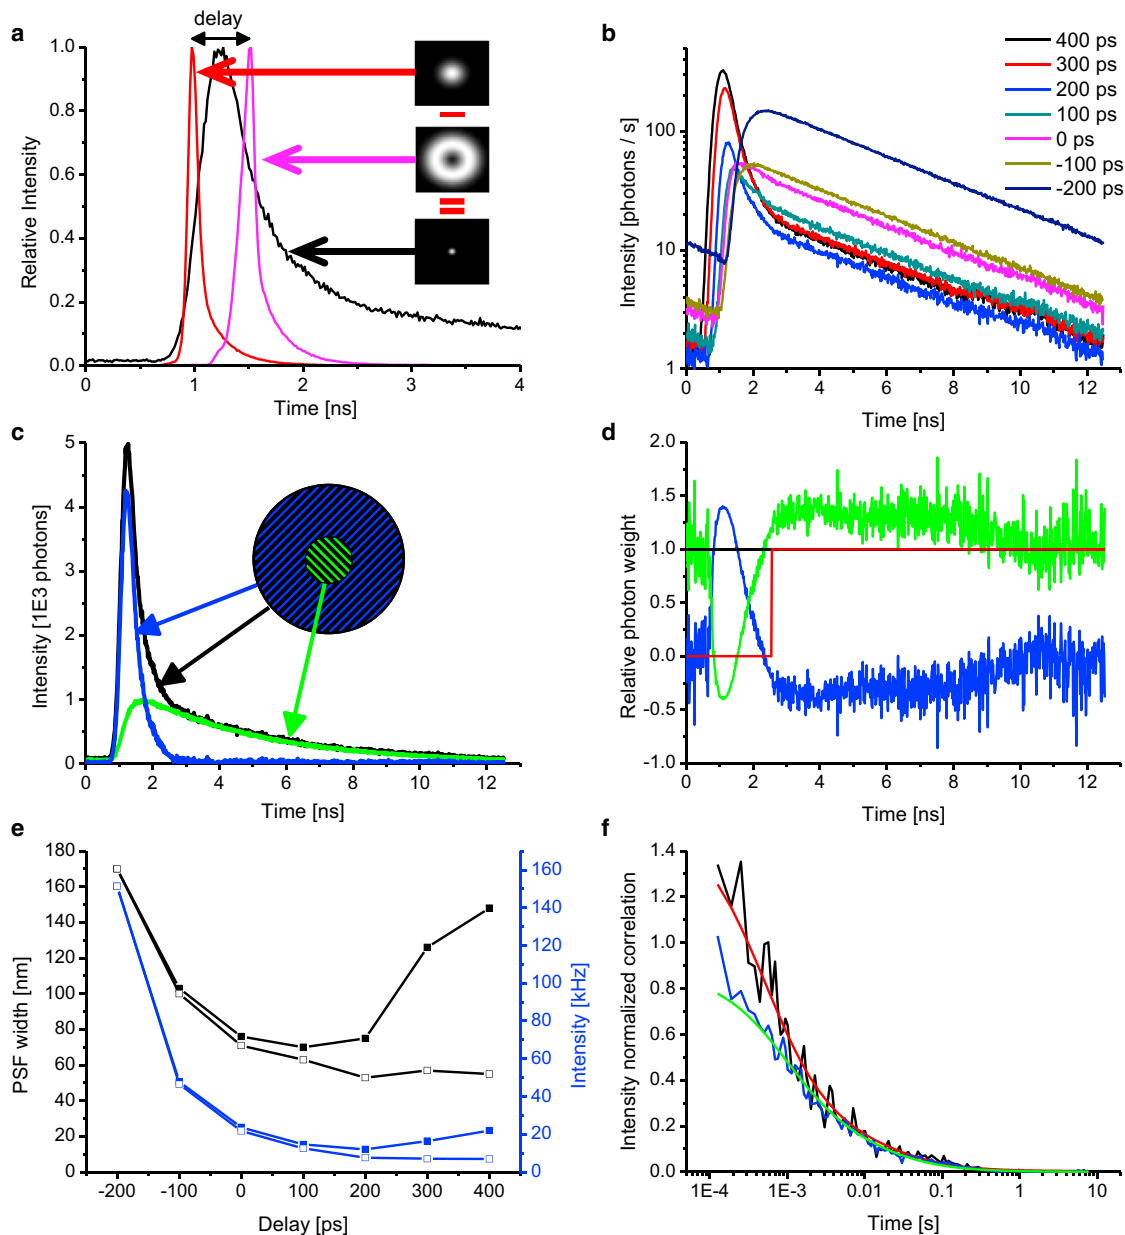 a
delay
Relative Intensity
1.0
0.8
0.6
0.4
0.2
0.0
0
1
2
3
4
Time [ns]
b
400 ps
300 ps
200 ps
100 ps
0 ps
-100 ps
-200 ps
Intensity [photons / s]
100
10
1
0
2
4
6
8
10
12
Time [ns]
c
Intensity [1E3 photons]
5
4
3
2
1
0
0
2
4
6
8
10
12
Time [ns]
d
Relative photon weight
2.0
1.5
1.0
0.5
0.0
-0.5
-1.0
0
2
4
6
8
10
12
Time [ns]
e
PSF width [nm]
180
160
140
120
100
80
60
40
20
0
Intensity [kHz]
160
140
120
100
80
60
40
20
0
-200
-100
0
100
200
300
400
Delay [ps]
f
Intensity normalized correlation
1.4
1.2
1.0
0.8
0.6
0.4
0.2
0.0
1E-4
1E-3
0.01
0.1
1
10
Time [s]